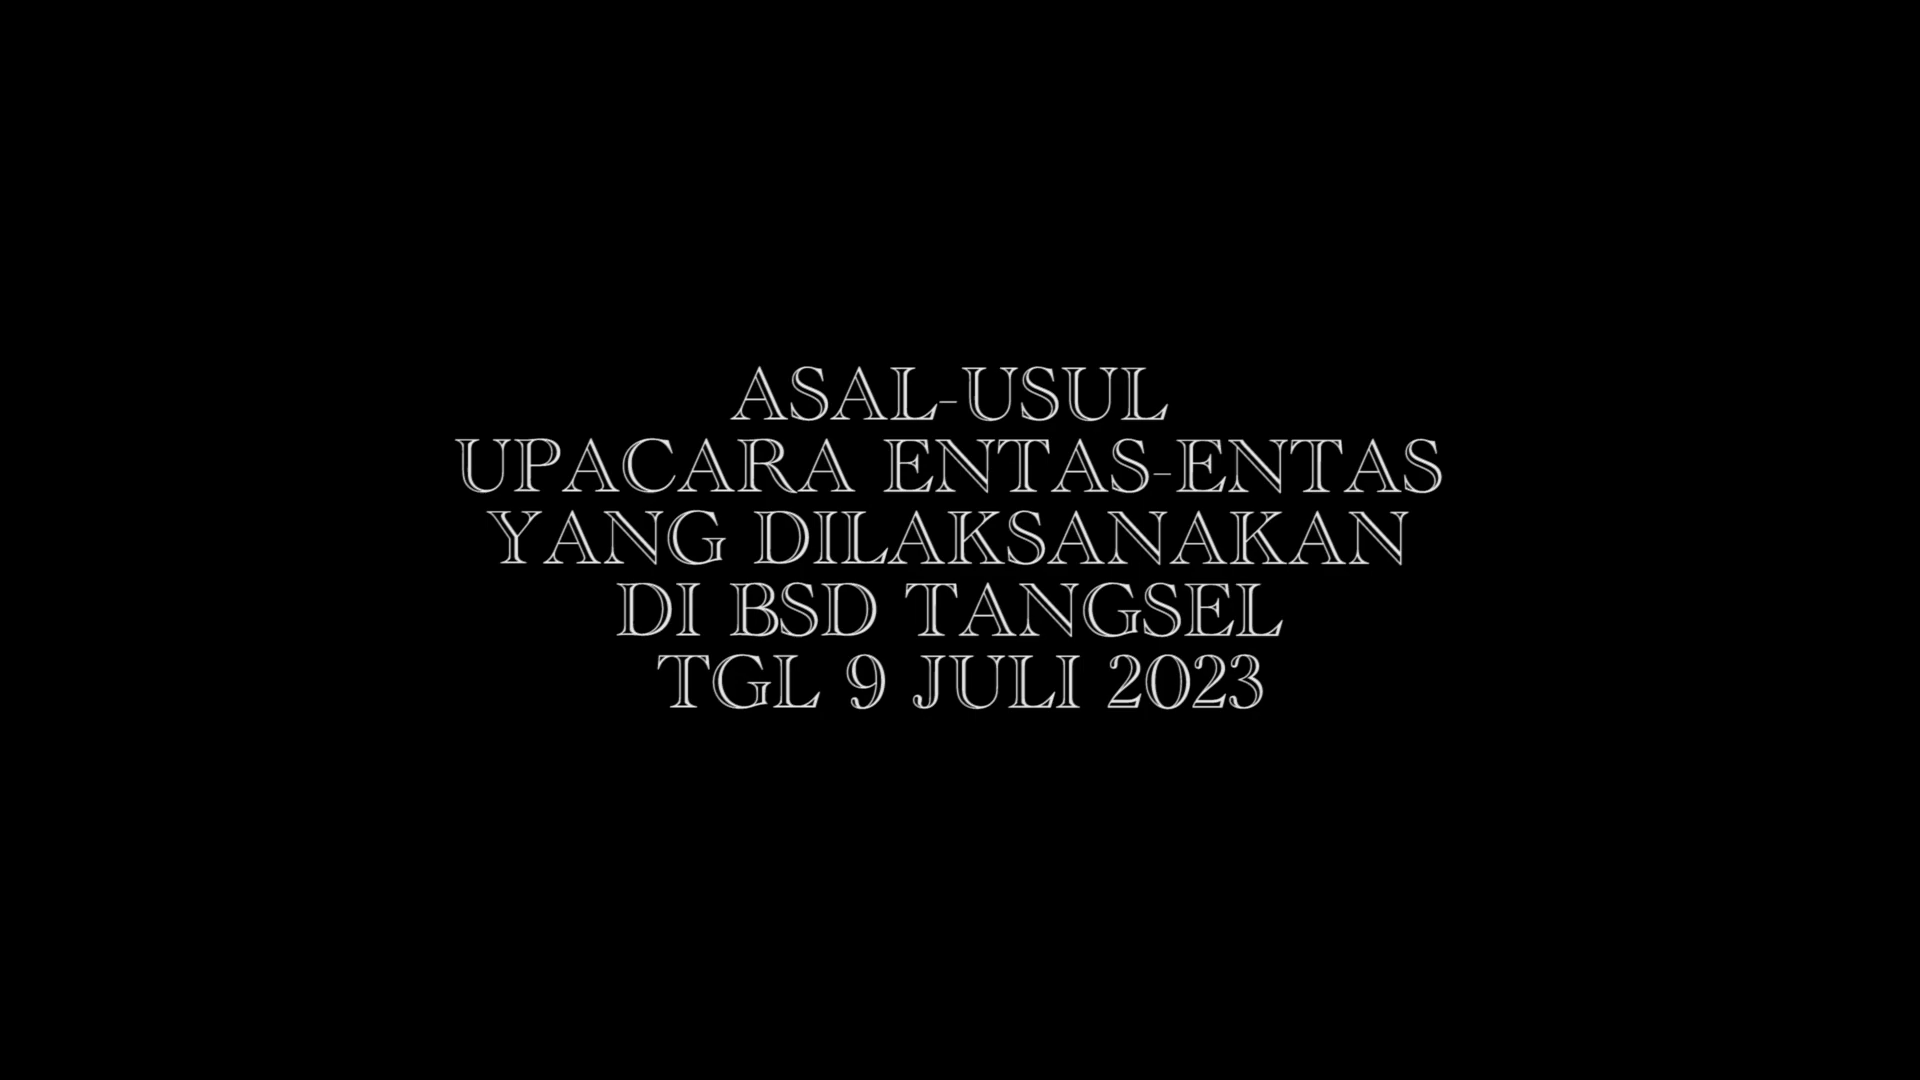 ASAL-USUL
UPACARA ENTAS-ENTAS
YANG DILAKSANAKAN
DI BSD TANGSEL
TGL 9 JULI 2023